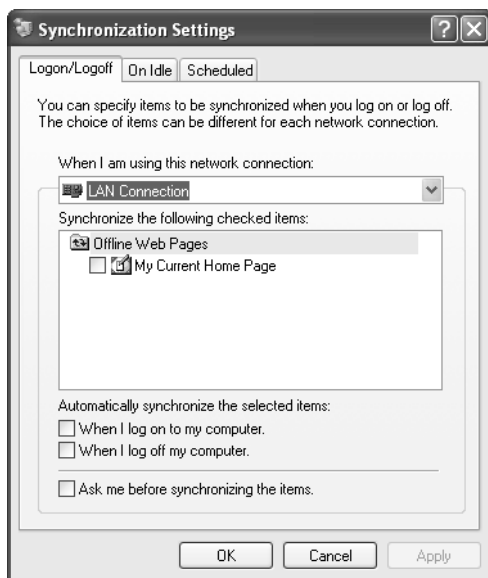 Synchronization Settings
Logon/Logoff On Idle Scheduled
You can specify items to be synchronized when you log on or log off.
The choice of items can be different for each network connection.
When I am using this network connection:
LAN Connection
Synchronize the following checked items:
Offline Web Pages
My Current Home Page
Automatically synchronize the selected items:
When I log on to my computer.
When I log off my computer.
Ask me before synchronizing the items.
OK Cancel Apply